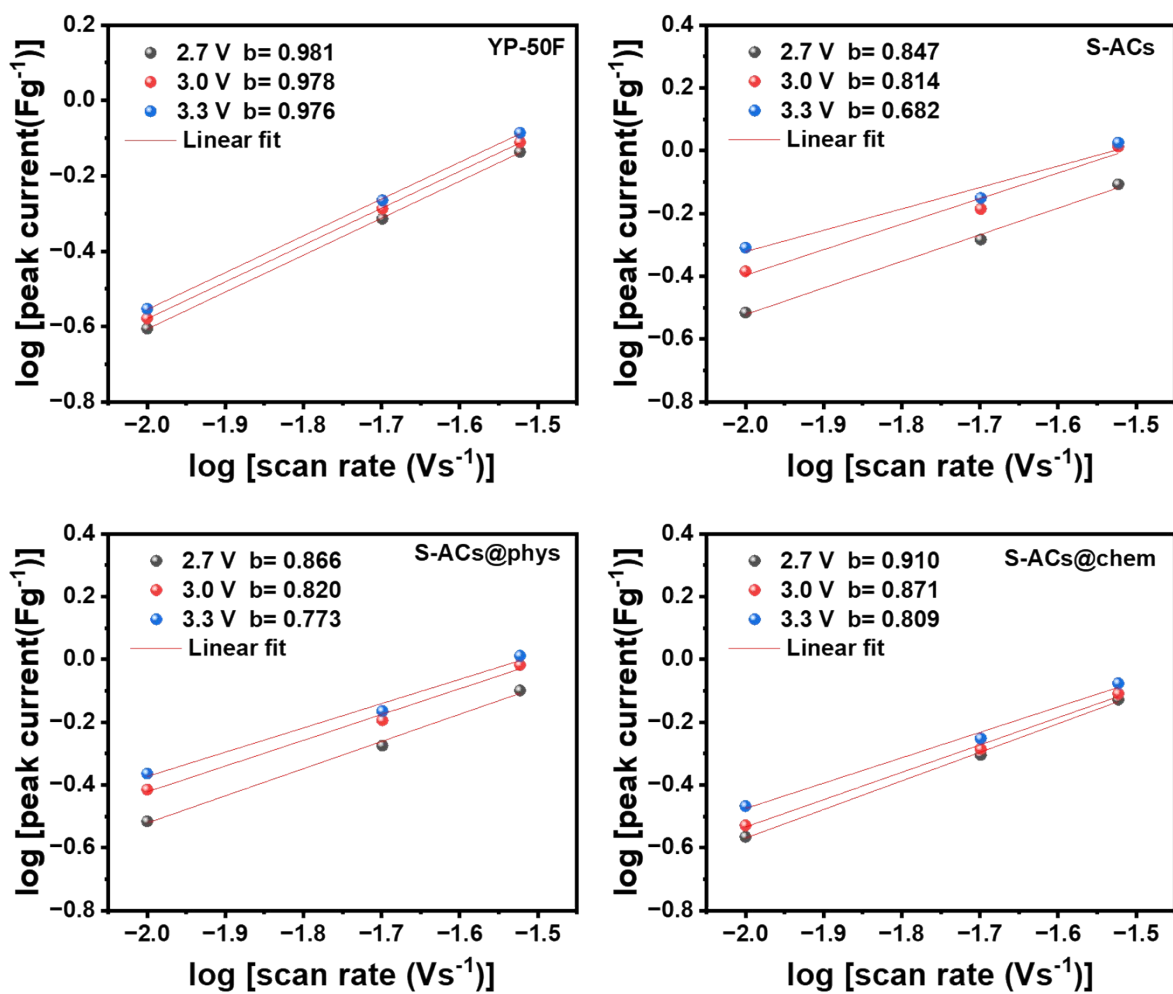 YP-50F
2.7 V b= 0.981
3.0 V b= 0.978
3.3 V b= 0.976
Linear fit
0.2
0.0
−0.2
−0.4
−0.6
−0.8
log [peak current(Fg⁻¹)]
−2.0 −1.9 −1.8 −1.7 −1.6 −1.5
log [scan rate (Vs⁻¹)]
S-ACs
2.7 V b= 0.847
3.0 V b= 0.814
3.3 V b= 0.682
Linear fit
0.4
0.2
0.0
−0.2
−0.4
−0.6
−0.8
log [peak current(Fg⁻¹)]
−2.0 −1.9 −1.8 −1.7 −1.6 −1.5
log [scan rate (Vs⁻¹)]
S-ACs@phys
2.7 V b= 0.866
3.0 V b= 0.820
3.3 V b= 0.773
Linear fit
0.4
0.2
0.0
−0.2
−0.4
−0.6
−0.8
log [peak current(Fg⁻¹)]
−2.0 −1.9 −1.8 −1.7 −1.6 −1.5
log [scan rate (Vs⁻¹)]
S-ACs@chem
2.7 V b= 0.910
3.0 V b= 0.871
3.3 V b= 0.809
Linear fit
0.4
0.2
0.0
−0.2
−0.4
−0.6
−0.8
log [peak current(Fg⁻¹)]
−2.0 −1.9 −1.8 −1.7 −1.6 −1.5
log [scan rate (Vs⁻¹)]